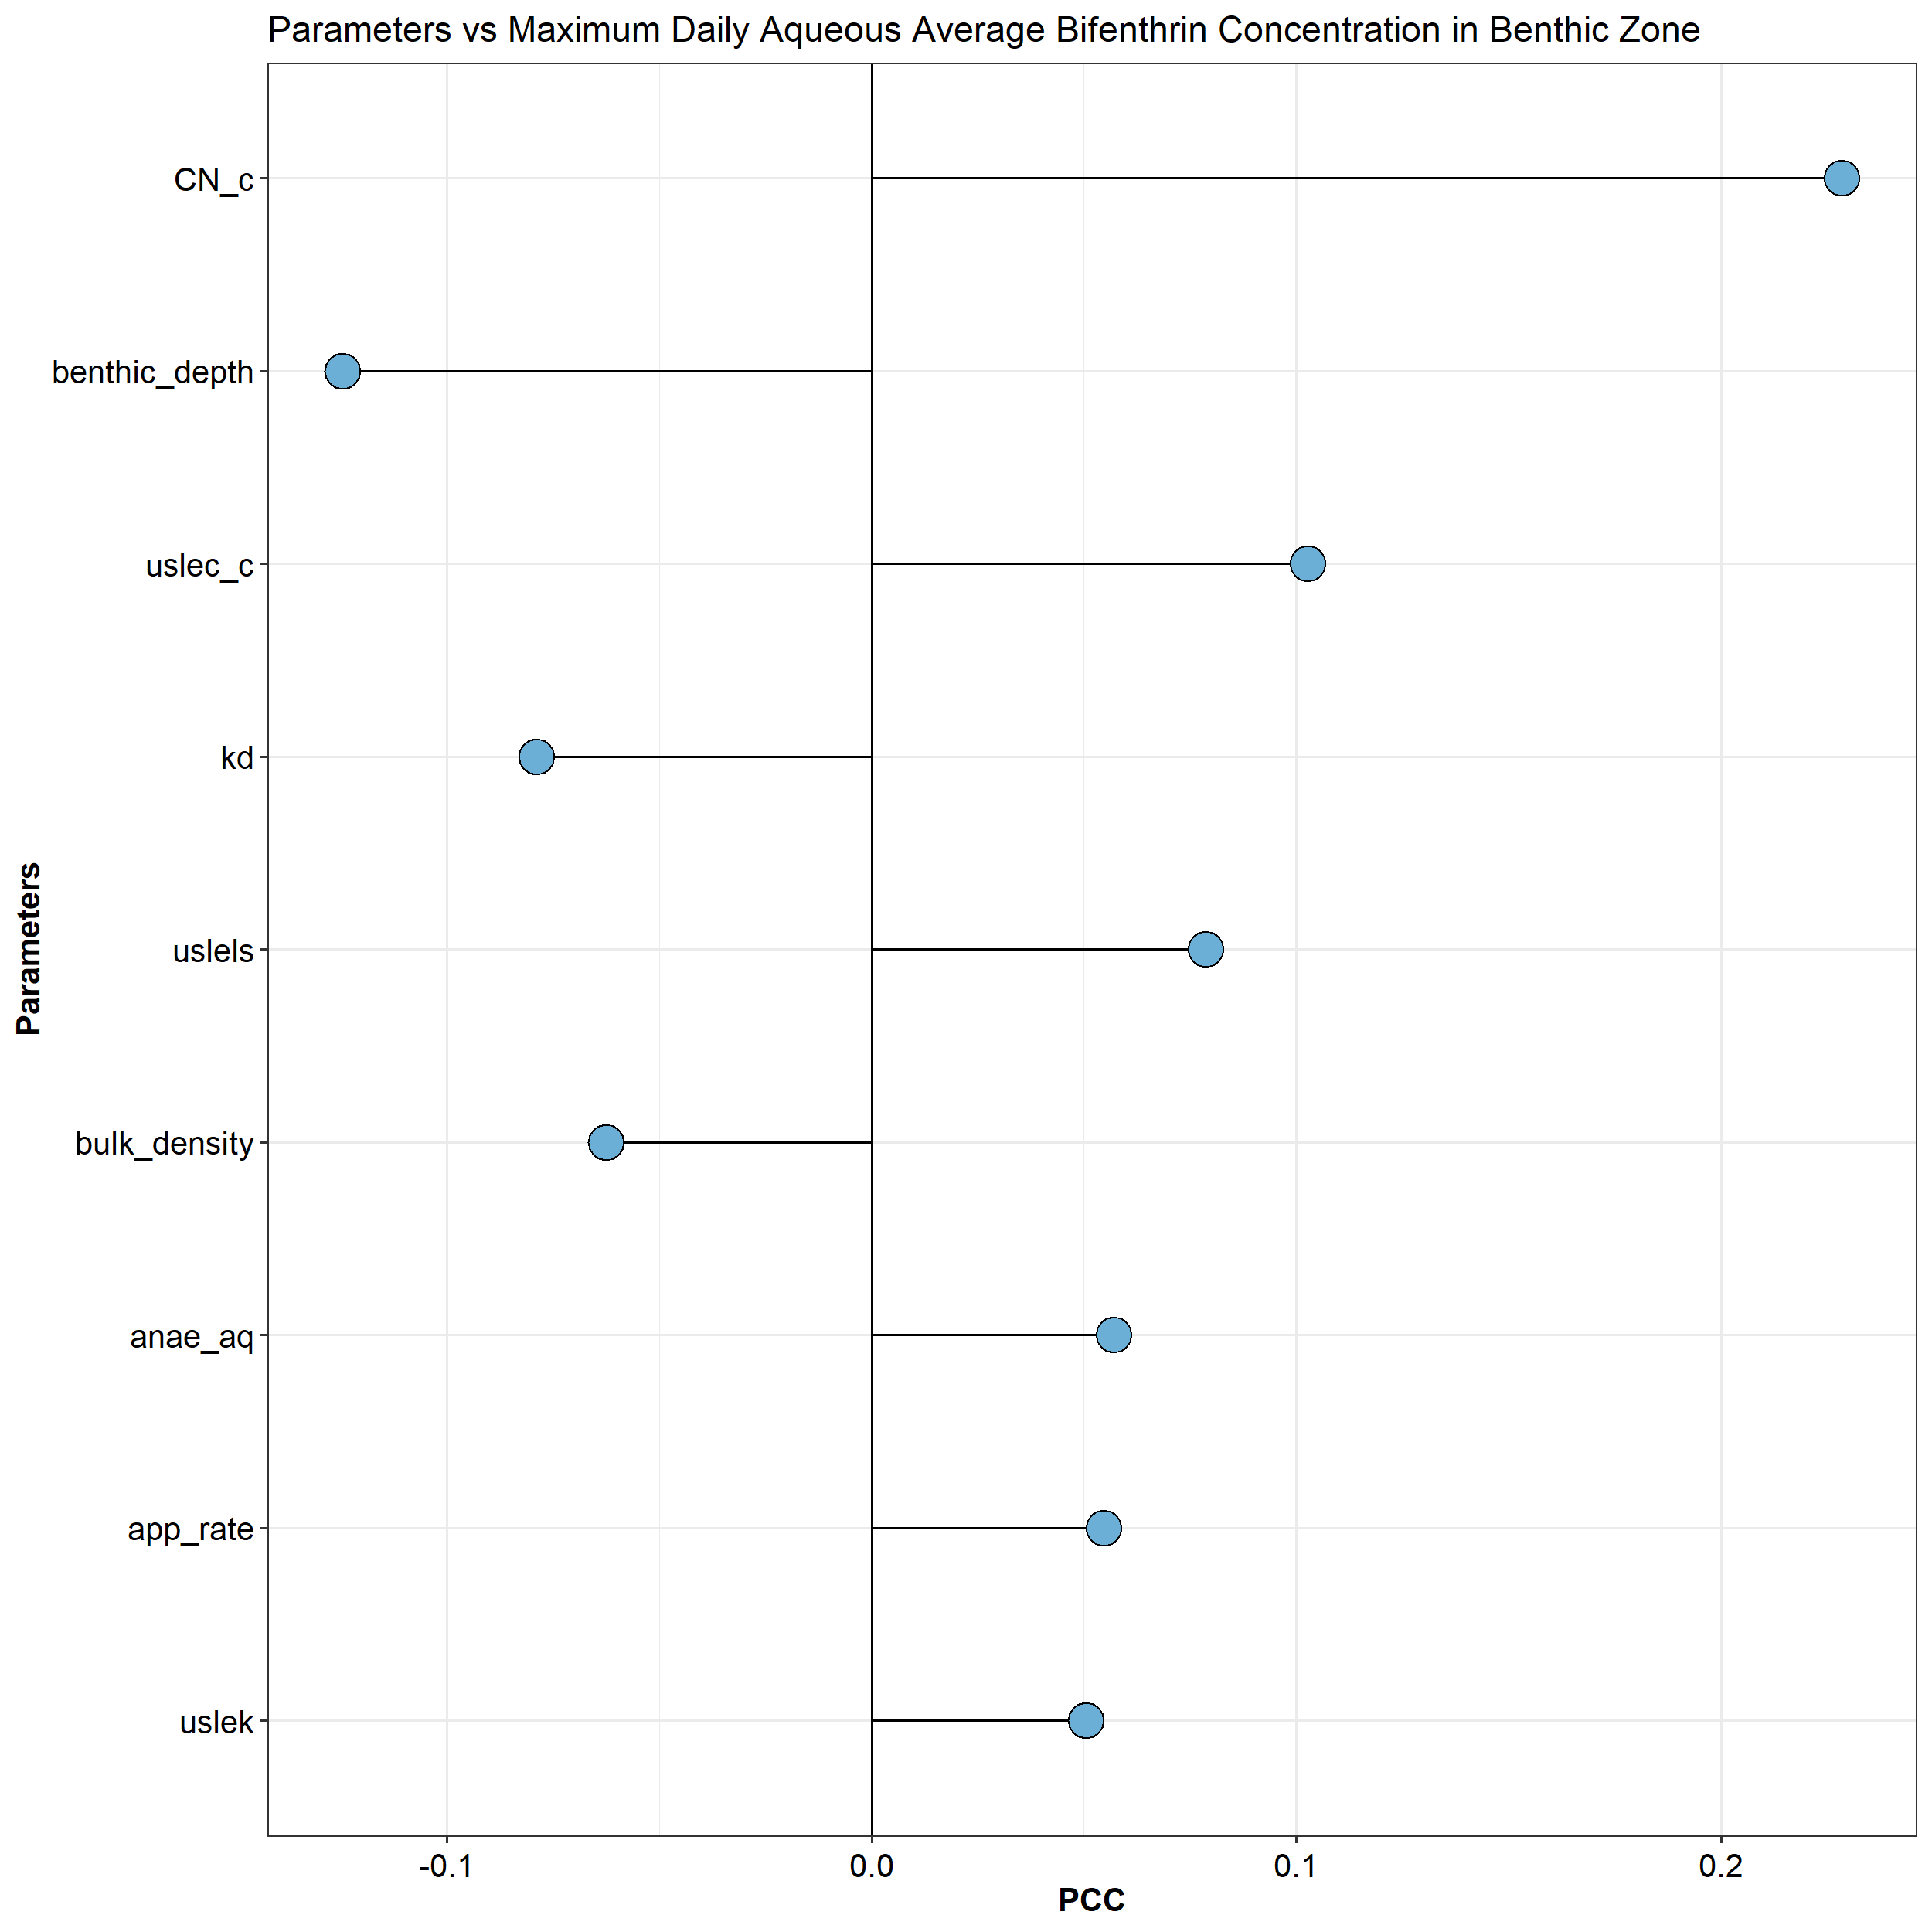 Parameters vs Maximum Daily Aqueous Average Bifenthrin Concentration in Benthic Zone
CN_c
benthic_depth
uslec_c
kd
uslels
bulk_density
anae_aq
app_rate
uslek
Parameters
-0.1 0.0 0.1 0.2
PCC